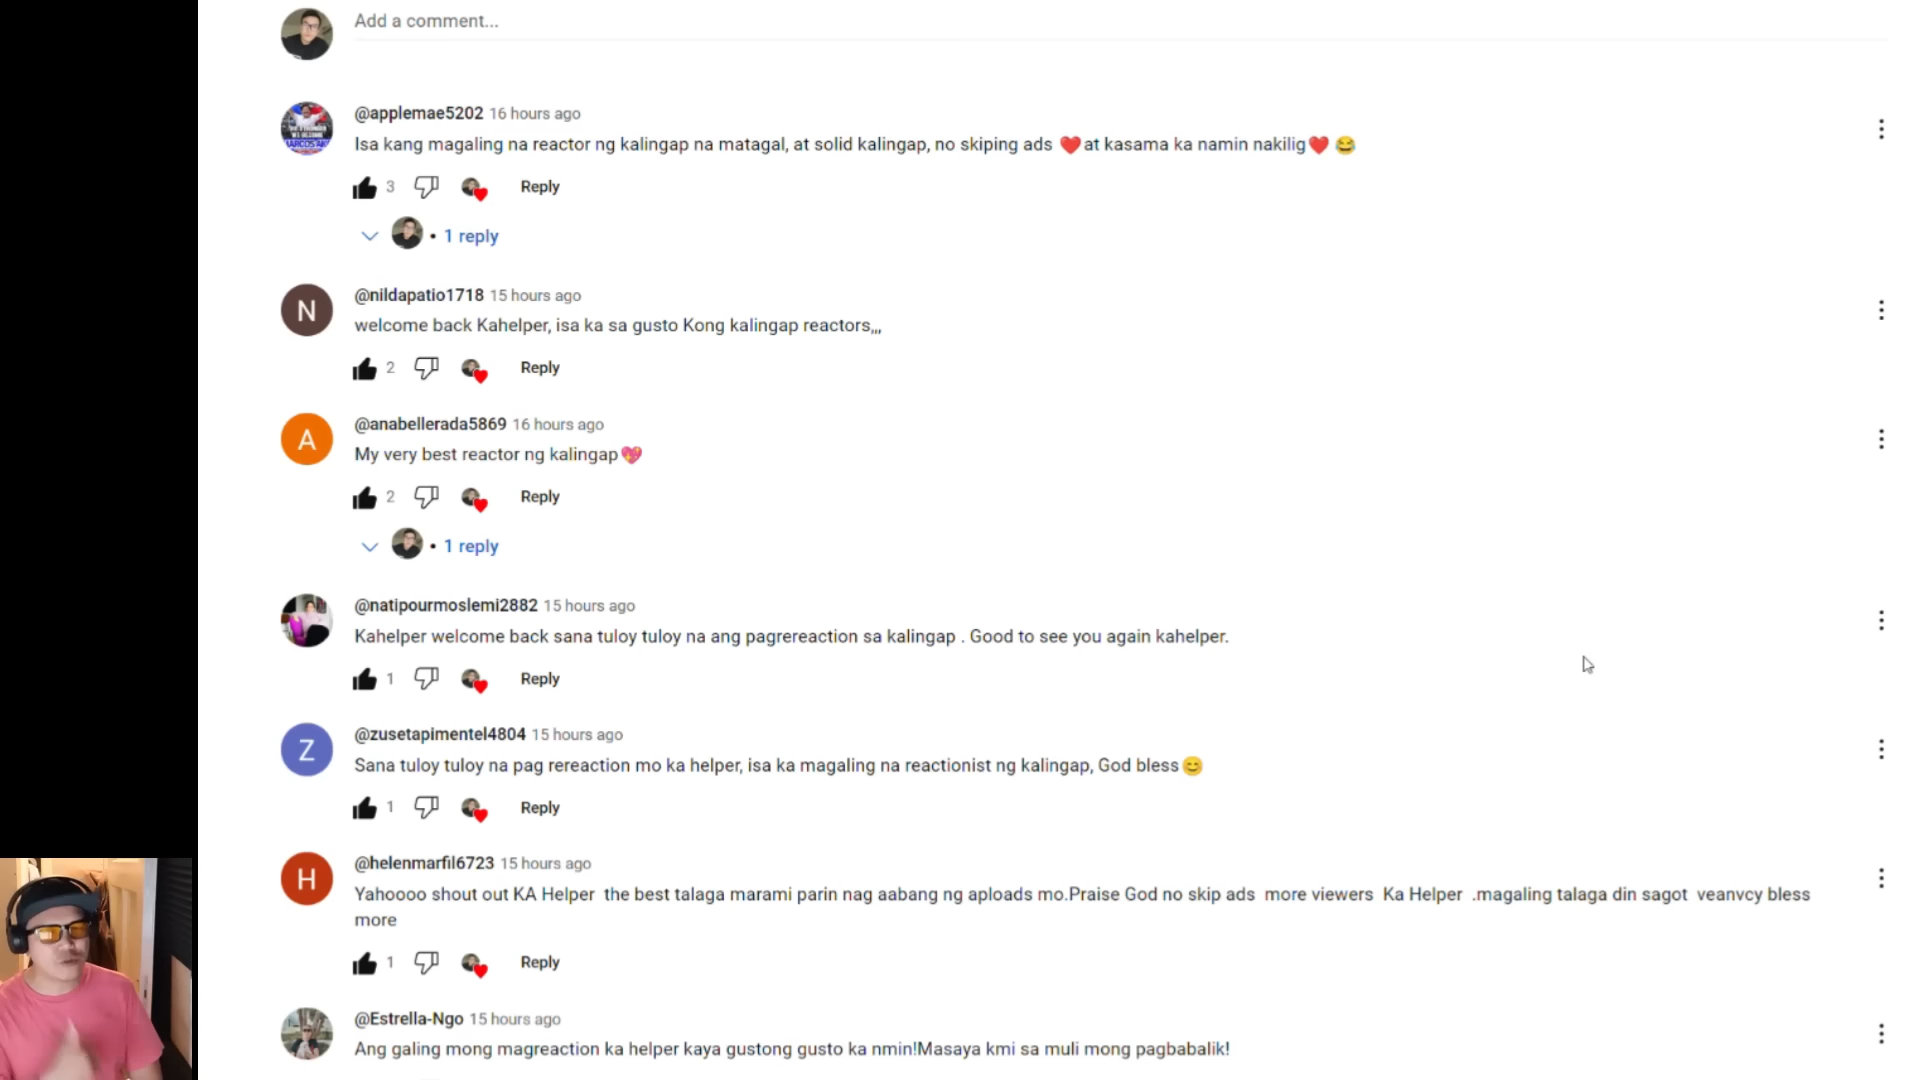 Add a comment...
@applemae5202 16 hours ago
Isa kang magaling na reactor ng kalingap na matagal, at solid kalingap, no skiping ads ❤️at kasama ka namin nakilig❤️ 😂
3 Reply
• 1 reply
N
@nildapatio1718 15 hours ago
welcome back Kahelper, isa ka sa gusto Kong kalingap reactors,,,
2 Reply
A
@anabellerada5869 16 hours ago
My very best reactor ng kalingap💖
2 Reply
• 1 reply
@natipourmoslemi2882 15 hours ago
Kahelper welcome back sana tuloy tuloy na ang pagrereaction sa kalingap . Good to see you again kahelper.
1 Reply
Z
@zusetapimentel4804 15 hours ago
Sana tuloy tuloy na pag rereaction mo ka helper, isa ka magaling na reactionist ng kalingap, God bless😊
1 Reply
H
@helenmarfil6723 15 hours ago
Yahoooo shout out KA Helper the best talaga marami parin nag aabang ng aploads mo.Praise God no skip ads more viewers Ka Helper .magaling talaga din sagot veanvcy bless
more
1 Reply
@Estrella-Ngo 15 hours ago
Ang galing mong magreaction ka helper kaya gustong gusto ka nmin!Masaya kmi sa muli mong pagbabalik!